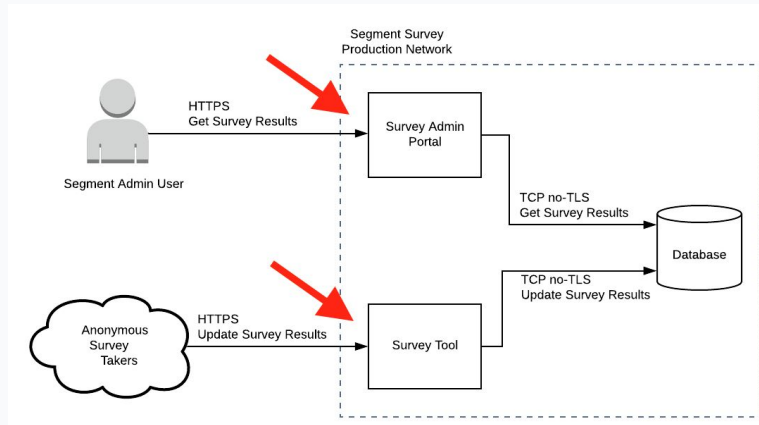 Segment Survey
Production Network
HTTPS
Get Survey Results
Survey Admin
Portal
Segment Admin User
TCP no-TLS
Get Survey Results
Database
TCP no-TLS
Update Survey Results
HTTPS
Update Survey Results
Anonymous
Survey
Takers
Survey Tool